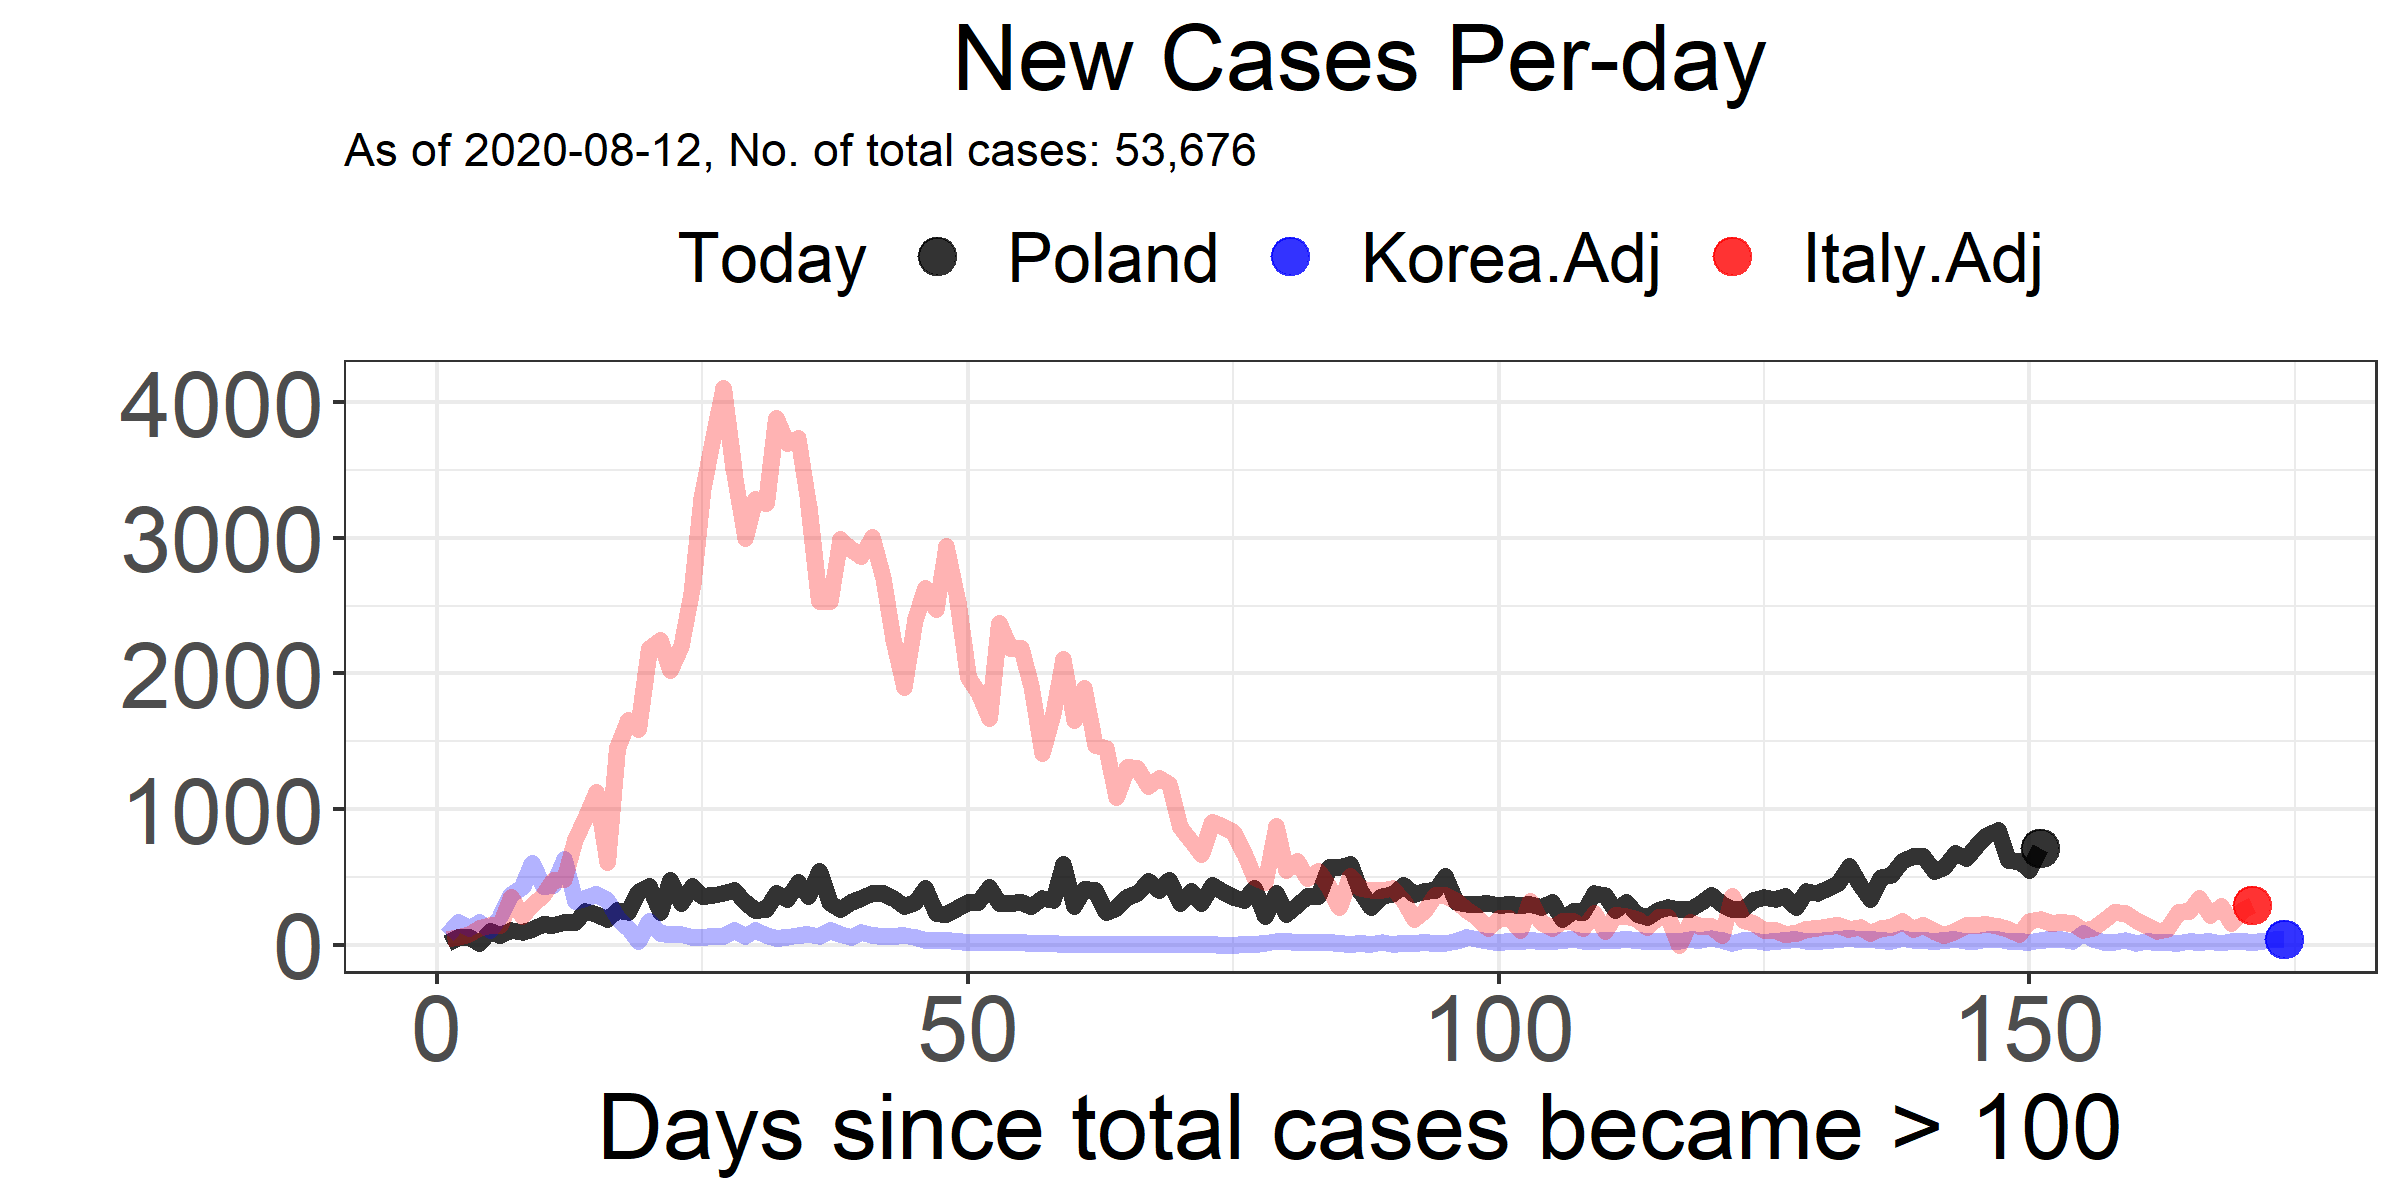 New Cases Per-day
As of 2020-08-12, No. of total cases: 53,676
Today Poland Korea.Adj Italy.Adj
4000
3000
2000
1000
0
0 50 100 150
Days since total cases became > 100